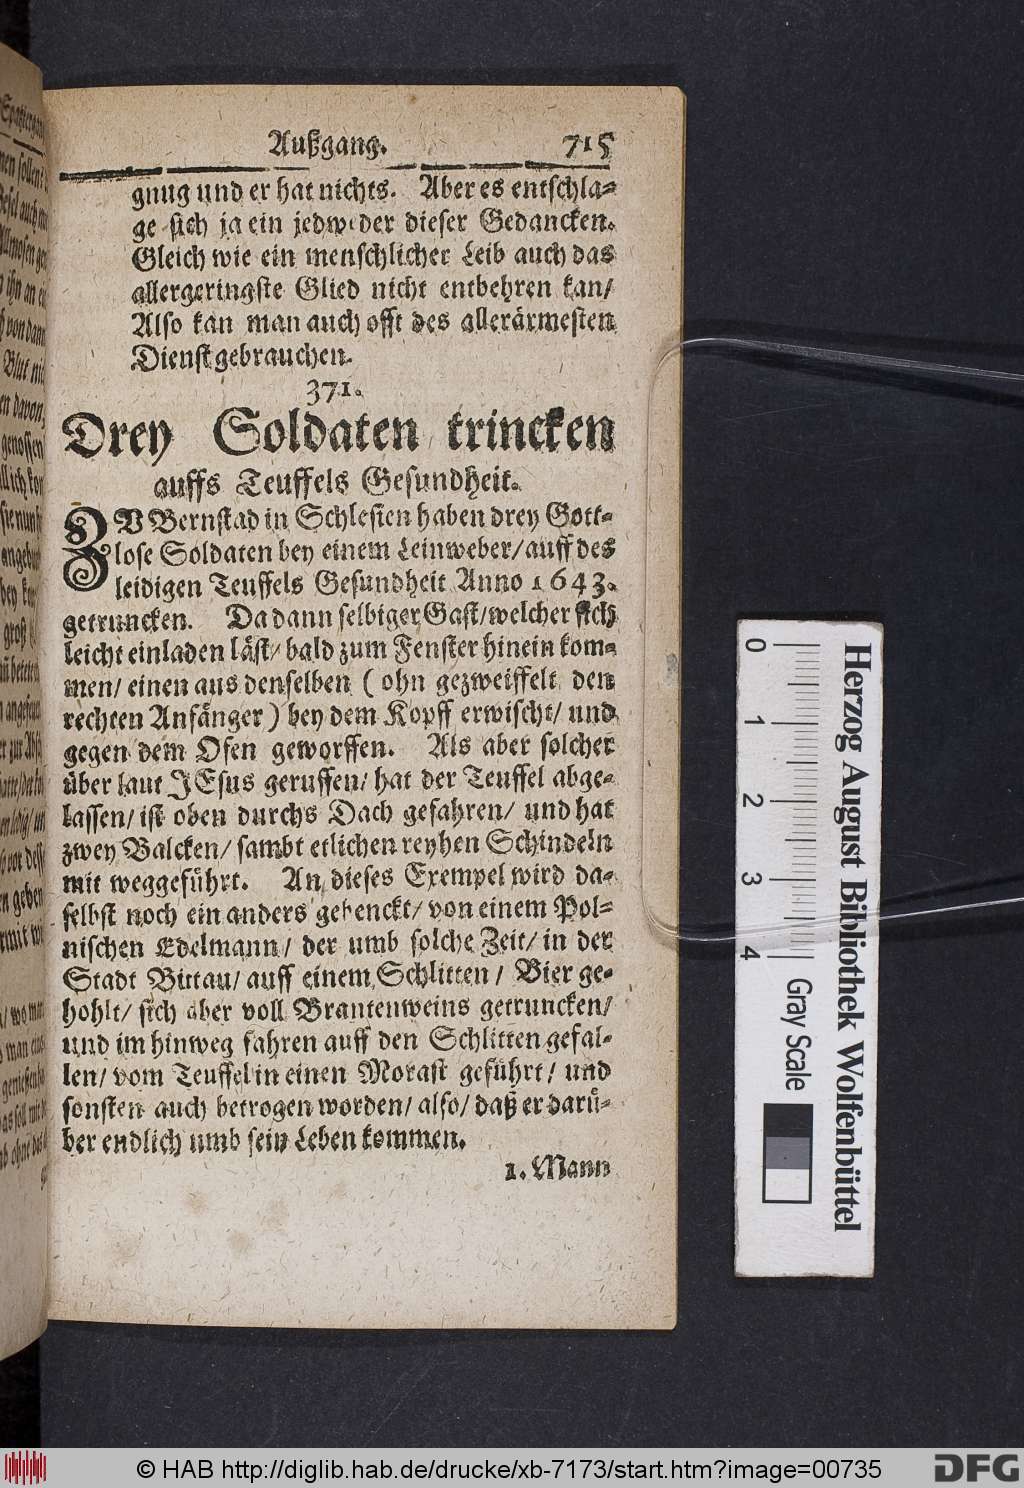 Außgang. 715
gnug und er hat nichts. Aber es entschla-
ge sich ja ein jedweder dieser Gedancken.
Gleich wie ein menschlicher Leib auch das
allergeringste Glied nicht entbehren kan/
Also kan man auch offt des allerärmesten
Dienst gebrauchen.
371.
Drey Soldaten trincken
auffs Teuffels Gesundheit.
ZU Bernstad in Schlesien haben drey Gott-
lose Soldaten bey einem Leinweber/ auff des
leidigen Teuffels Gesundheit Anno 1643.
getruncken. Da dann selbiger Gast/ welcher sich
leicht einladen läst/ bald zum Fenster hinein kom-
men/ einen aus denselben ( ohn gezweiffelt den
rechten Anfänger ) bey dem Kopff erwischt/ und
gegen dem Ofen geworffen. Als aber solcher
über laut JEsus geruffen/ hat der Teuffel abge-
lassen/ ist oben durchs Dach gefahren/ und hat
zwey Balcken/ sambt etlichen reyhen Schindeln
mit weggeführt. An dieses Exempel wird da-
selbst noch ein anders gehenckt/ von einem Pol-
nischen Edelmann/ der umb solche Zeit/ in der
Stadt Bittau/ auff einem Schlitten/ Bier ge-
hohlt/ sich aber voll Brantenweins getruncken/
und im hinweg fahren auff den Schlitten gefal-
len/ vom Teuffel in einen Morast geführt/ und
sonsten auch betrogen worden/ also/ daß er darü-
ber endlich umb sein Leben kommen.
1. Mann
0 1 2 3 4
Gray Scale
Herzog August Bibliothek Wolfenbüttel
© HAB http://diglib.hab.de/drucke/xb-7173/start.htm?image=00735
DFG